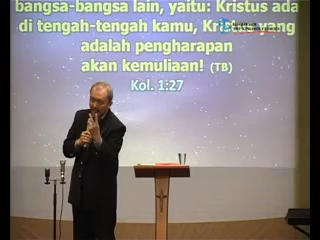 bangsa-bangsa lain, yaitu: Kristus ada
di tengah-tengah kamu, Kristus yang
adalah pengharapan
akan kemuliaan! (TB)
Kol. 1:27